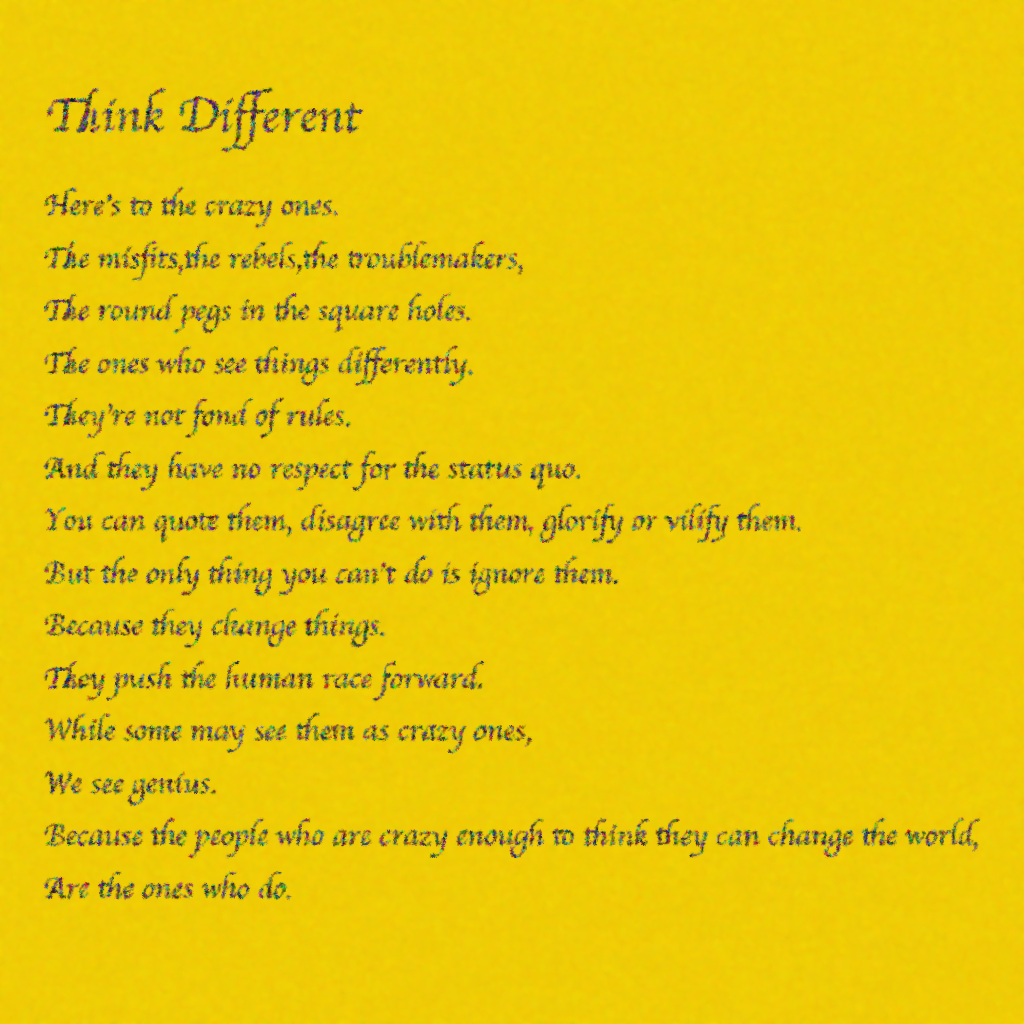 Think Different
Here's to the crazy ones.
The misfits,the rebels,the troublemakers,
The round pegs in the square holes.
The ones who see things differently.
They're not fond of rules.
And they have no respect for the status quo.
You can quote them, disagree with them, glorify or vilify them.
But the only thing you can't do is ignore them.
Because they change things.
They push the human race forward.
While some may see them as crazy ones,
We see genius.
Because the people who are crazy enough to think they can change the world,
Are the ones who do.